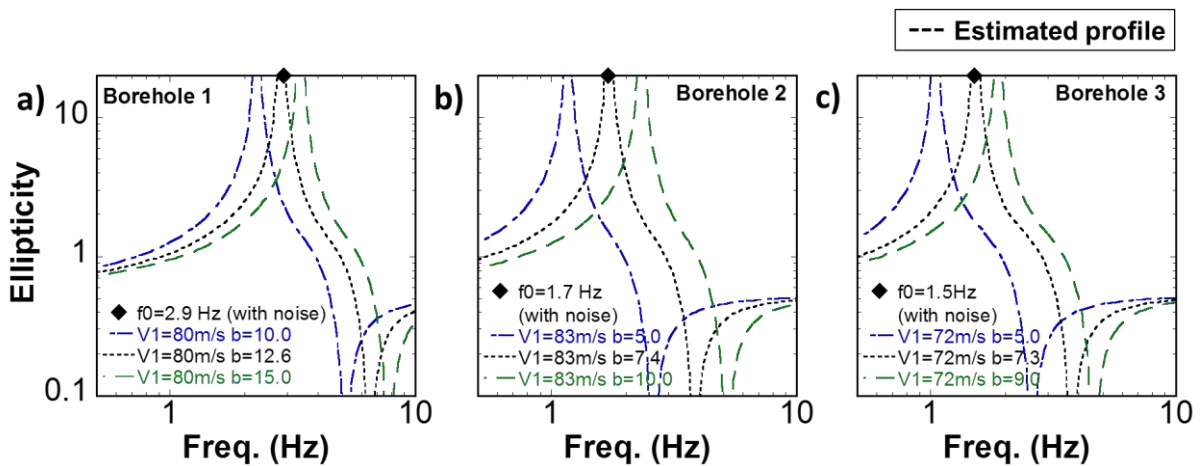 Estimated profile
a)
Borehole 1
b)
Borehole 2
c)
Borehole 3
Ellipticity
10
1
0.1
f0=2.9 Hz (with noise)
V1=80m/s b=10.0
V1=80m/s b=12.6
V1=80m/s b=15.0
f0=1.7 Hz
(with noise)
V1=83m/s b=5.0
V1=83m/s b=7.4
V1=83m/s b=10.0
f0=1.5Hz
(with noise)
V1=72m/s b=5.0
V1=72m/s b=7.3
V1=72m/s b=9.0
1 10
1 10
1 10
Freq. (Hz)
Freq. (Hz)
Freq. (Hz)